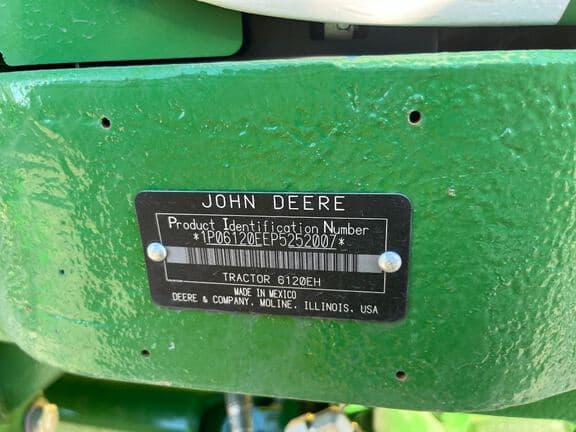 JOHN DEERE
Product Identification Number
*1P06120EEP5252007*
TRACTOR 6120EH
MADE IN MEXICO
DEERE & COMPANY, MOLINE, ILLINOIS, USA